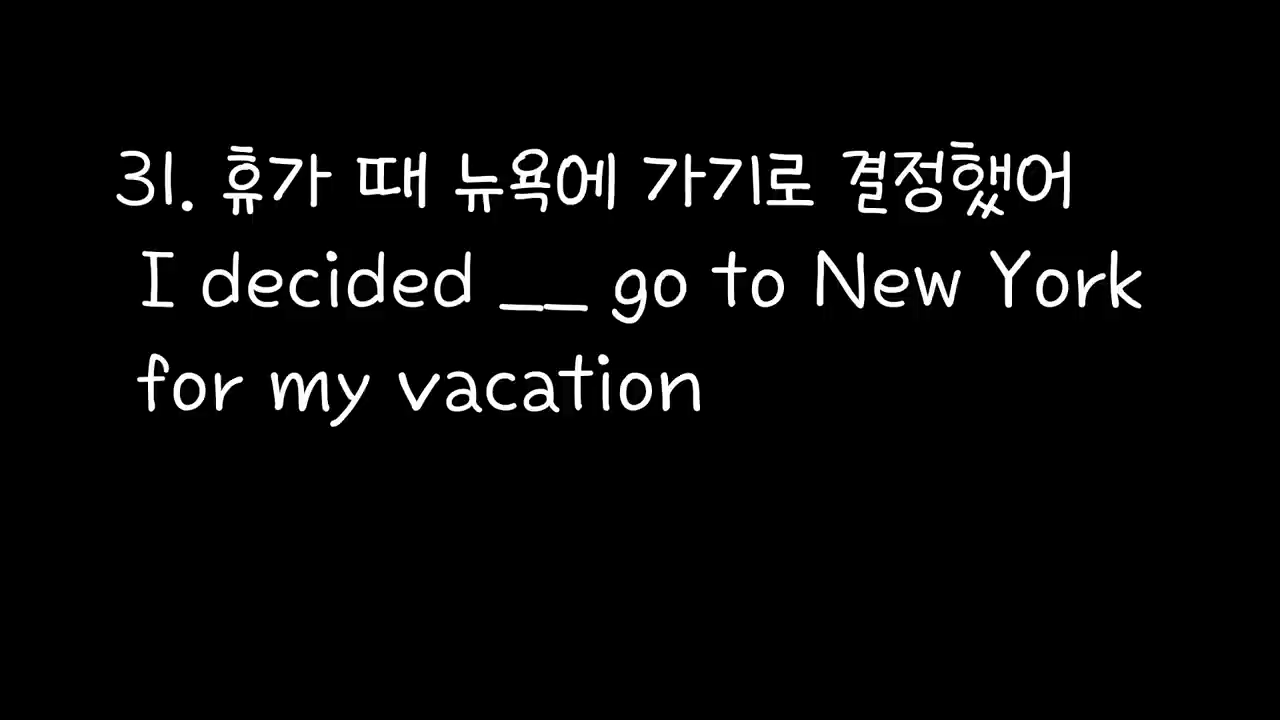 31. 휴가 때 뉴욕에 가기로 결정했어
I decided __ go to New York
for my vacation